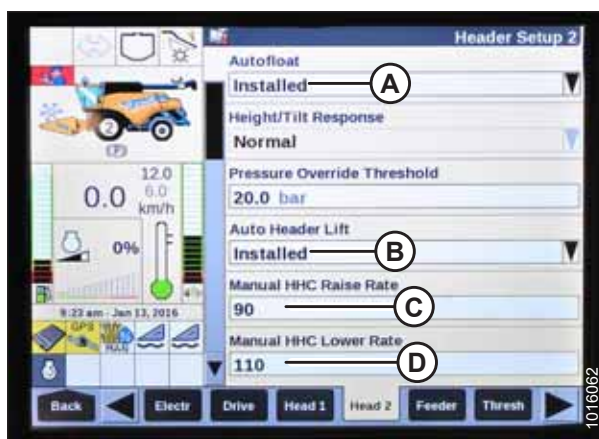 Header Setup 2
Autofloat
Installed
A
Height/Tilt Response
Normal
Pressure Override Threshold
20.0 bar
Auto Header Lift
Installed
B
Manual HHC Raise Rate
90
C
Manual HHC Lower Rate
110
D
2
(P)
12.0
0.0 6.0
km/h
0%
9:23 am Jan 13, 2016
GPS
MAN
Back
Electr
Drive
Head 1
Head 2
Feeder
Thresh
1016062